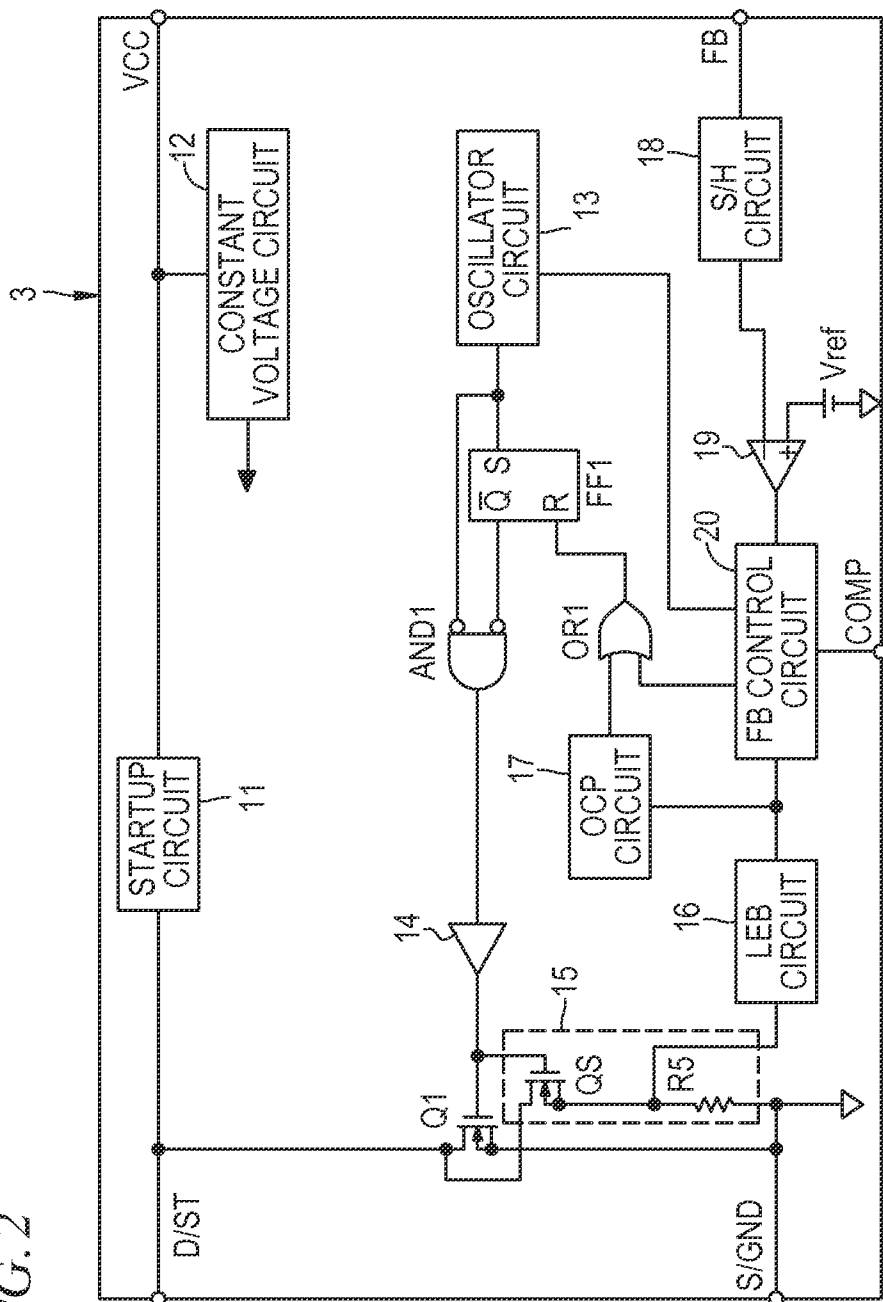 G.2
3
D/ST
VCC
STARTUP
CIRCUIT
11
12
CONSTANT
VOLTAGE CIRCUIT
Q1
14
AND1
Q S
R
FF1
OSCILLATOR
CIRCUIT
13
15
QS
R5
17
OCP
CIRCUIT
OR1
18
S/H
CIRCUIT
FB
16
LEB
CIRCUIT
20
FB CONTROL
CIRCUIT
19
− +
Vref
S/GND
COMP